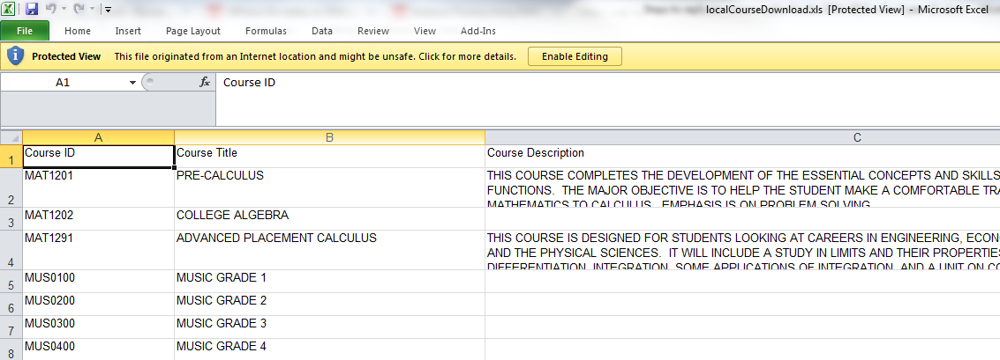 localCourseDownload.xls [Protected View] - Microsoft Excel
File Home Insert Page Layout Formulas Data Review View Add-Ins
Protected View This file originated from an Internet location and might be unsafe. Click for more details. Enable Editing
A1 fx Course ID
A B C
1 Course ID Course Title Course Description
2 MAT1201 PRE-CALCULUS THIS COURSE COMPLETES THE DEVELOPMENT OF THE ESSENTIAL CONCEPTS AND SKILLS
FUNCTIONS. THE MAJOR OBJECTIVE IS TO HELP THE STUDENT MAKE A COMFORTABLE TRA
MATHEMATICS TO CALCULUS. EMPHASIS IS ON PROBLEM SOLVING.
3 MAT1202 COLLEGE ALGEBRA
4 MAT1291 ADVANCED PLACEMENT CALCULUS THIS COURSE IS DESIGNED FOR STUDENTS LOOKING AT CAREERS IN ENGINEERING, ECON
AND THE PHYSICAL SCIENCES. IT WILL INCLUDE A STUDY IN LIMITS AND THEIR PROPERTIES
DIFFERENTIATION, INTEGRATION, SOME APPLICATIONS OF INTEGRATION, AND A UNIT ON CO
5 MUS0100 MUSIC GRADE 1
6 MUS0200 MUSIC GRADE 2
7 MUS0300 MUSIC GRADE 3
8 MUS0400 MUSIC GRADE 4